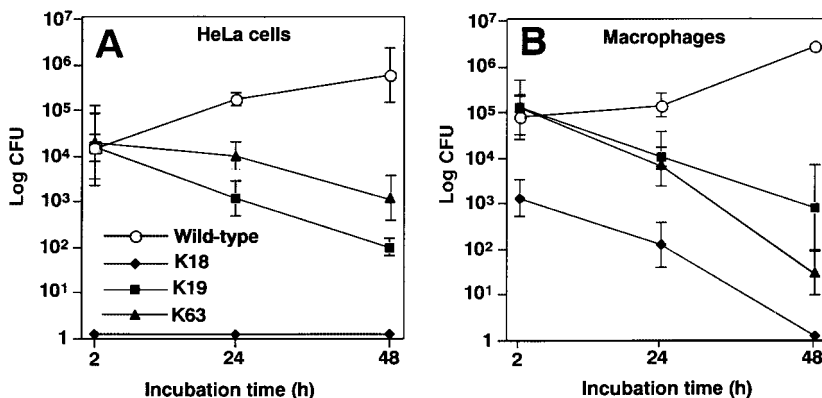 A
HeLa cells
Log CFU
10⁷
10⁶
10⁵
10⁴
10³
10²
10¹
1
Wild-type
K18
K19
K63
2
24
48
Incubation time (h)
B
Macrophages
Log CFU
10⁷
10⁶
10⁵
10⁴
10³
10²
10¹
1
2
24
48
Incubation time (h)